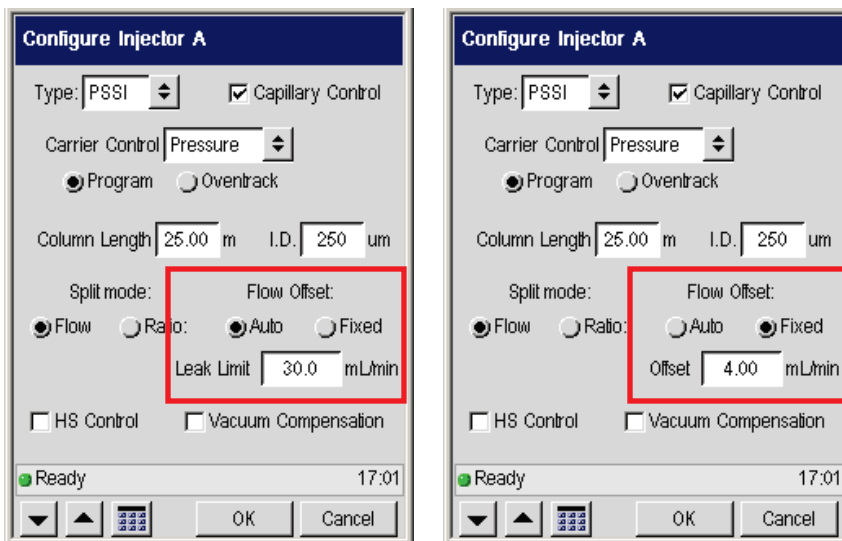 Configure Injector A
Type: PSSI Capillary Control
Carrier Control Pressure
Program Oventrack
Column Length 25.00 m I.D. 250 um
Split mode: Flow Offset:
Flow Ratio: Auto Fixed
Leak Limit 30.0 mL/min
HS Control Vacuum Compensation
Ready 17:01
OK Cancel
Configure Injector A
Type: PSSI Capillary Control
Carrier Control Pressure
Program Oventrack
Column Length 25.00 m I.D. 250 um
Split mode: Flow Offset:
Flow Ratio: Auto Fixed
Offset 4.00 mL/min
HS Control Vacuum Compensation
Ready 17:01
OK Cancel